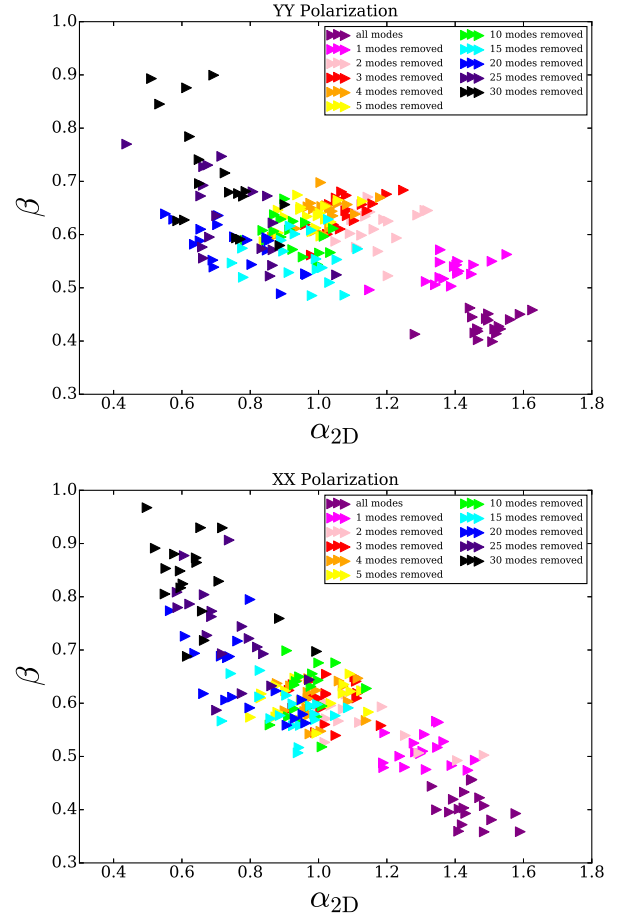 YY Polarization
1.0
0.9
0.8
0.7
0.6
0.5
0.4
0.3
β
all modes
1 modes removed
2 modes removed
3 modes removed
4 modes removed
5 modes removed
10 modes removed
15 modes removed
20 modes removed
25 modes removed
30 modes removed
0.4 0.6 0.8 1.0 1.2 1.4 1.6 1.8
α2D
XX Polarization
1.0
0.9
0.8
0.7
0.6
0.5
0.4
0.3
β
all modes
1 modes removed
2 modes removed
3 modes removed
4 modes removed
5 modes removed
10 modes removed
15 modes removed
20 modes removed
25 modes removed
30 modes removed
0.4 0.6 0.8 1.0 1.2 1.4 1.6 1.8
α2D